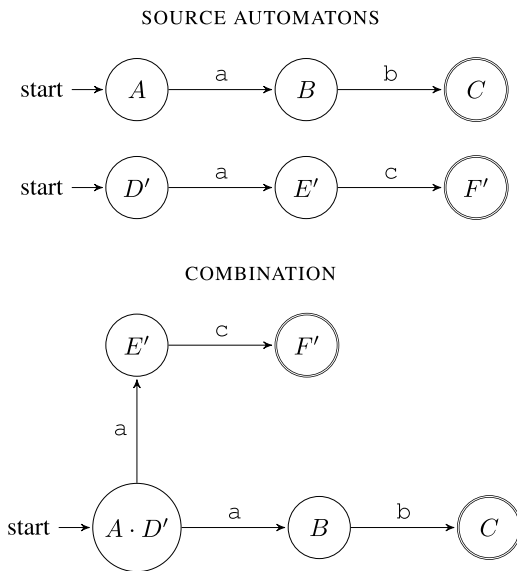 SOURCE AUTOMATONS
a b
start A B C
a c
start D′ E′ F′
COMBINATION
c
E′ F′
a
a b
start A · D′ B C